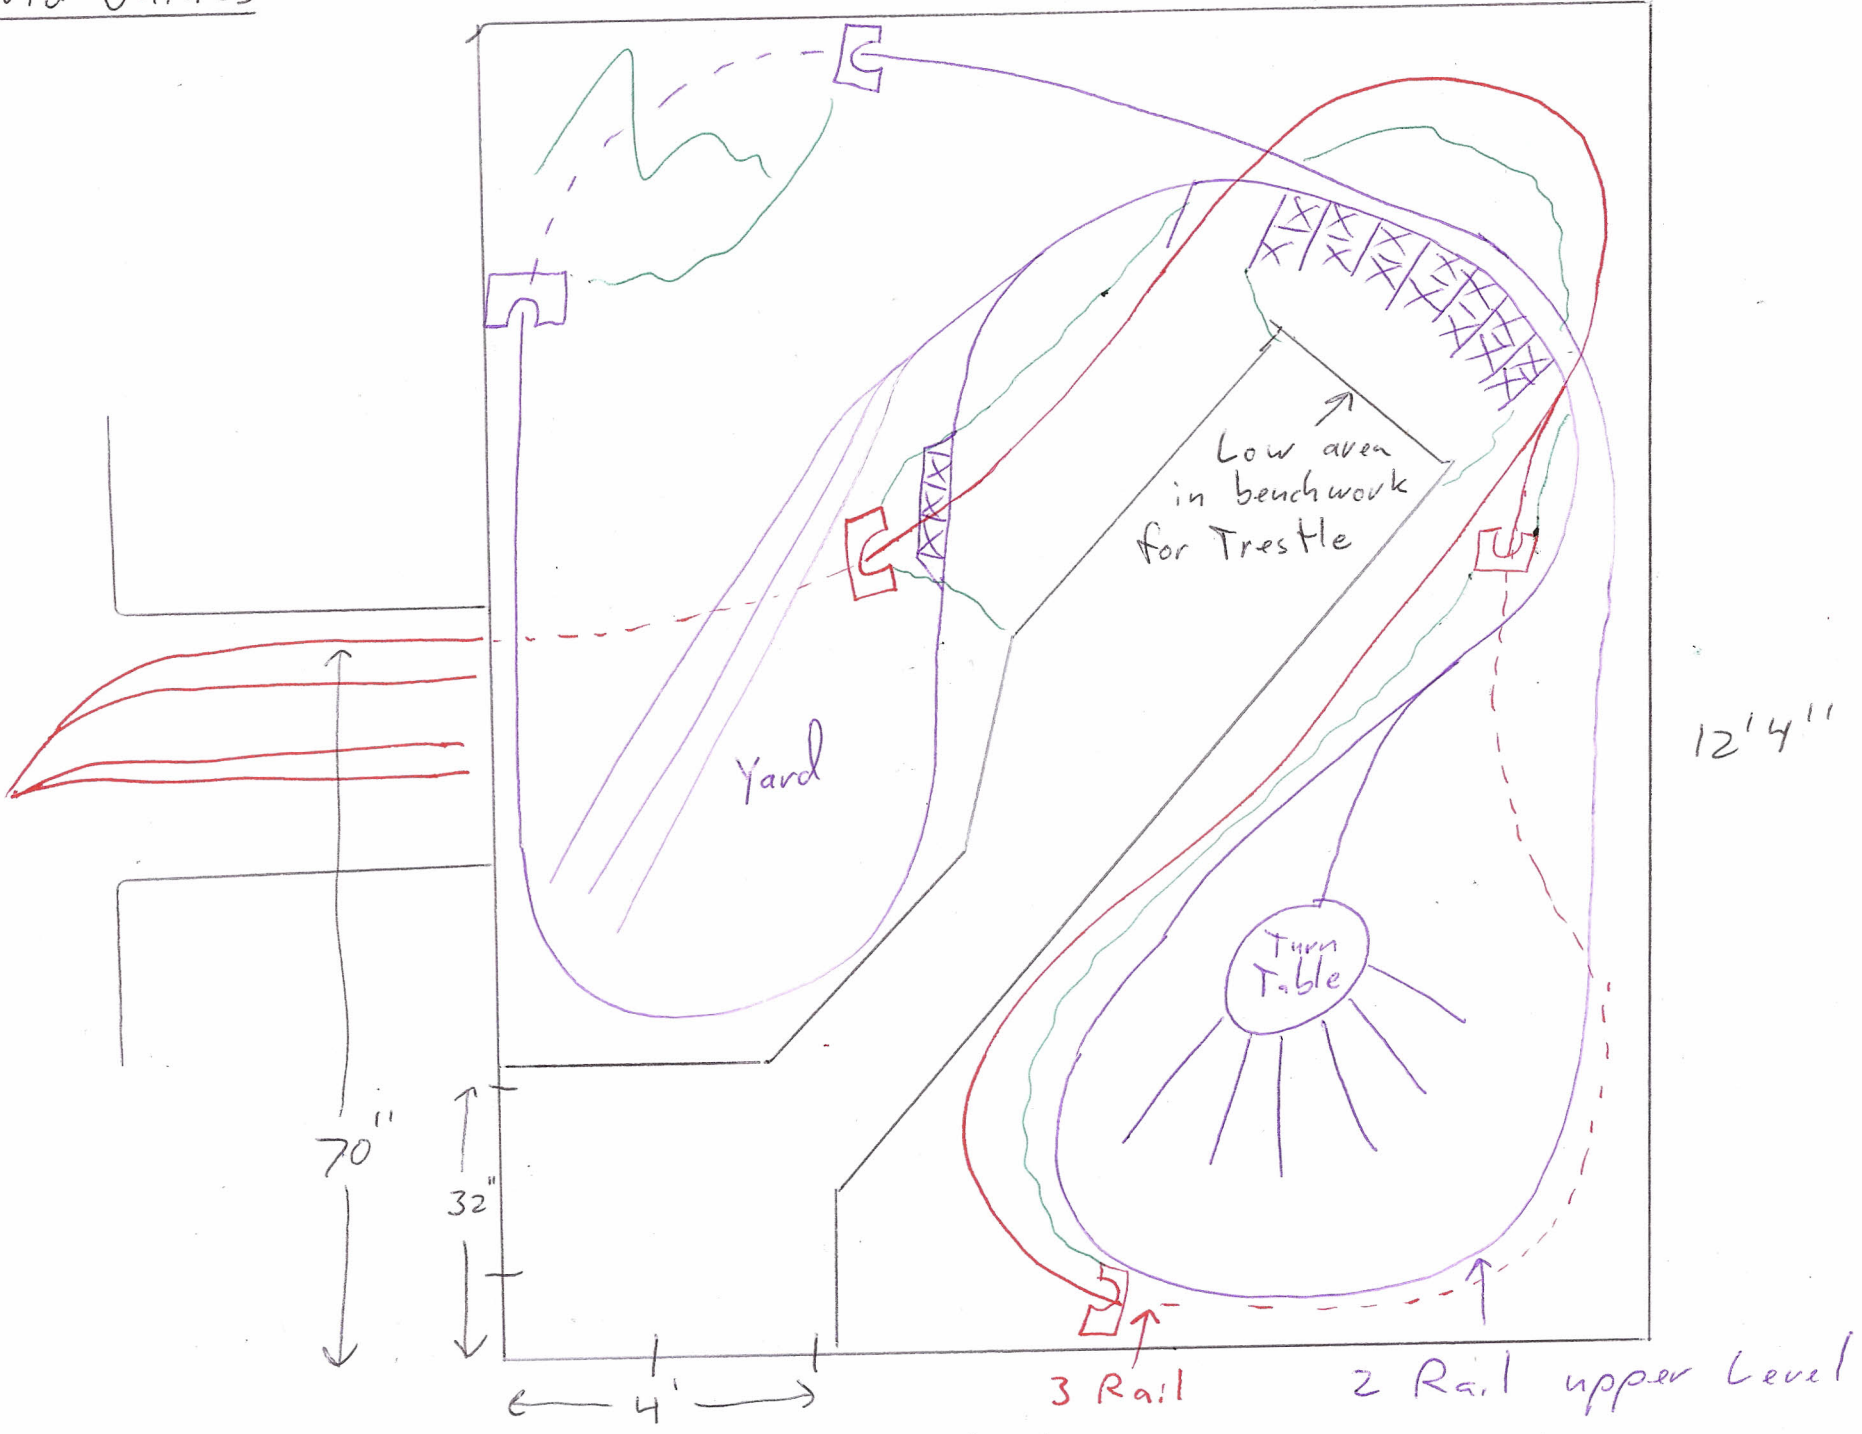 Low area
in benchwork
for Trestle
12'4"
Yard
Turn
Table
70"
32"
4'
3 Rail
2 Rail upper Level